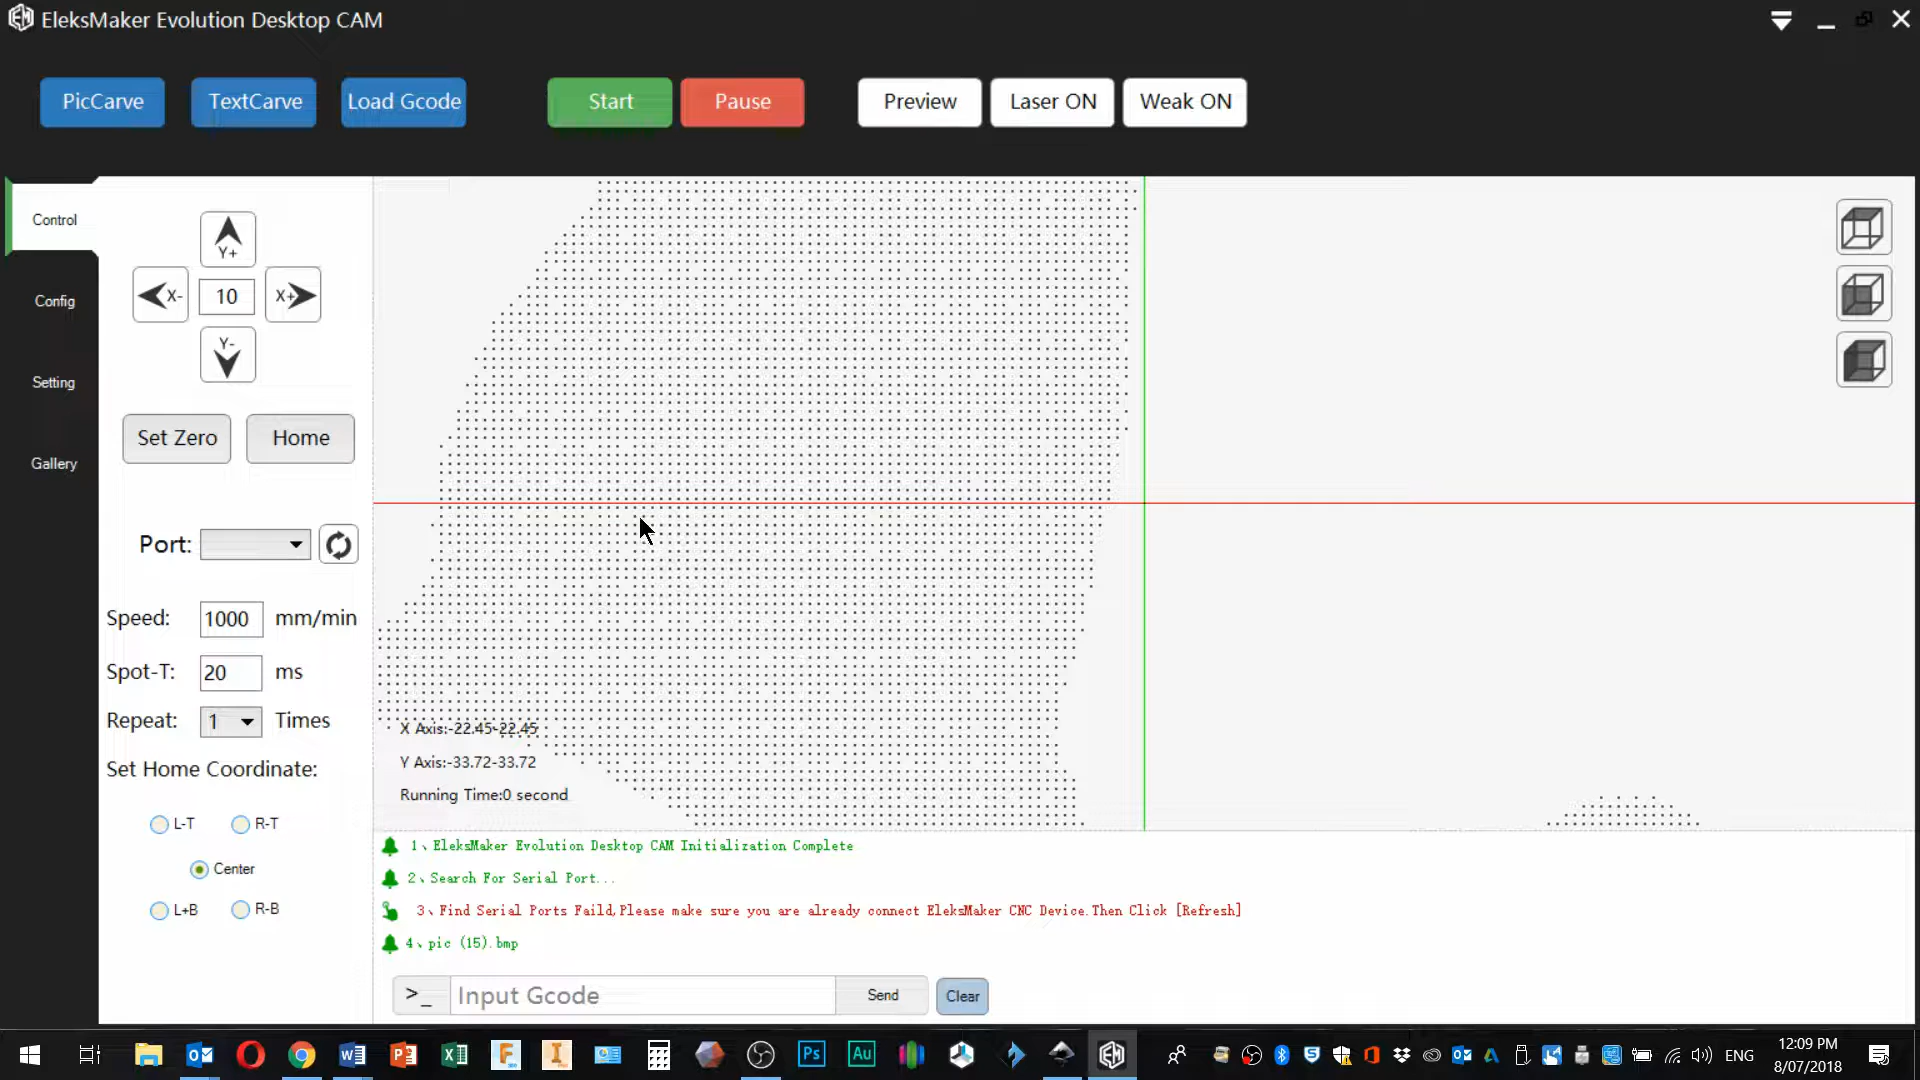 EleksMaker Evolution Desktop CAM
PicCarve
TextCarve
Load Gcode
Start
Pause
Preview
Laser ON
Weak ON
Control
Config
Setting
Gallery
Y+
X-
10
X+
Y-
Set Zero
Home
Port:
Speed: 1000 mm/min
Spot-T: 20 ms
Repeat: 1 Times
Set Home Coordinate:
L-T
R-T
Center
L+B
R-B
X Axis:-22.45-22.45
Y Axis:-33.72-33.72
Running Time:0 second
1、EleksMaker Evolution Desktop CAM Initialization Complete
2、Search For Serial Port...
3、Find Serial Ports Faild,Please make sure you are already connect EleksMaker CNC Device.Then Click [Refresh]
4、pic (15).bmp
>_ Input Gcode
Send
Clear
ENG
12:09 PM
8/07/2018